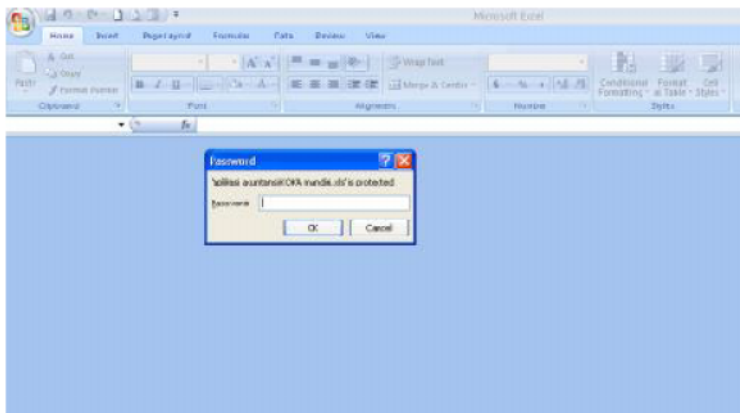 Microsoft Excel
Home Insert Page Layout Formulas Data Review View
Cut
Copy
Format Painter
Paste
Wrap Text
Merge & Center
Conditional Formatting
Format as Table
Cell Styles
Clipboard Font Alignment Number Styles
fx
Password
is protected
Password:
OK Cancel